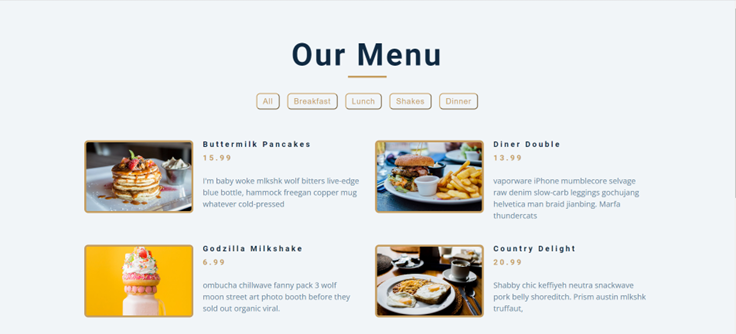 Our Menu
All Breakfast Lunch Shakes Dinner
Buttermilk Pancakes
15.99
I'm baby woke mlkshk wolf bitters live-edge
blue bottle, hammock freegan copper mug
whatever cold-pressed
Diner Double
13.99
vaporware iPhone mumblecore selvage
raw denim slow-carb leggings gochujang
helvetica man braid jianbing. Marfa
thundercats
Godzilla Milkshake
6.99
ombucha chillwave fanny pack 3 wolf
moon street art photo booth before they
sold out organic viral.
Country Delight
20.99
Shabby chic keffiyeh neutra snackwave
pork belly shoreditch. Prism austin mlkshk
truffaut,